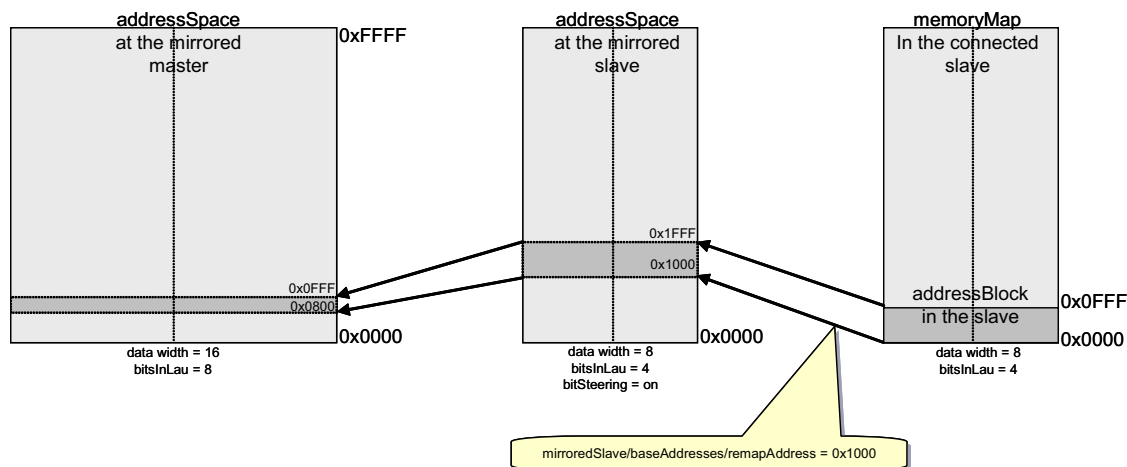 addressSpace
at the mirrored
master
0xFFFF
0x0FFF
0x0800
0x0000
data width = 16
bitsInLau = 8
addressSpace
at the mirrored
slave
0x1FFF
0x1000
0x0000
data width = 8
bitsInLau = 4
bitSteering = on
memoryMap
In the connected
slave
addressBlock
in the slave
0x0FFF
0x0000
data width = 8
bitsInLau = 4
mirroredSlave/baseAddresses/remapAddress = 0x1000